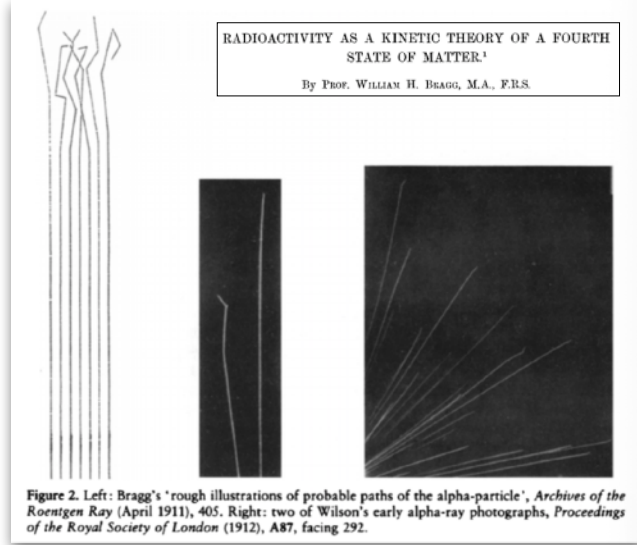 RADIOACTIVITY AS A KINETIC THEORY OF A FOURTH
STATE OF MATTER.¹
By Prof. William H. Bragg, M.A., F.R.S.
Figure 2. Left: Bragg's 'rough illustrations of probable paths of the alpha-particle', Archives of the
Roentgen Ray (April 1911), 405. Right: two of Wilson's early alpha-ray photographs, Proceedings
of the Royal Society of London (1912), A87, facing 292.